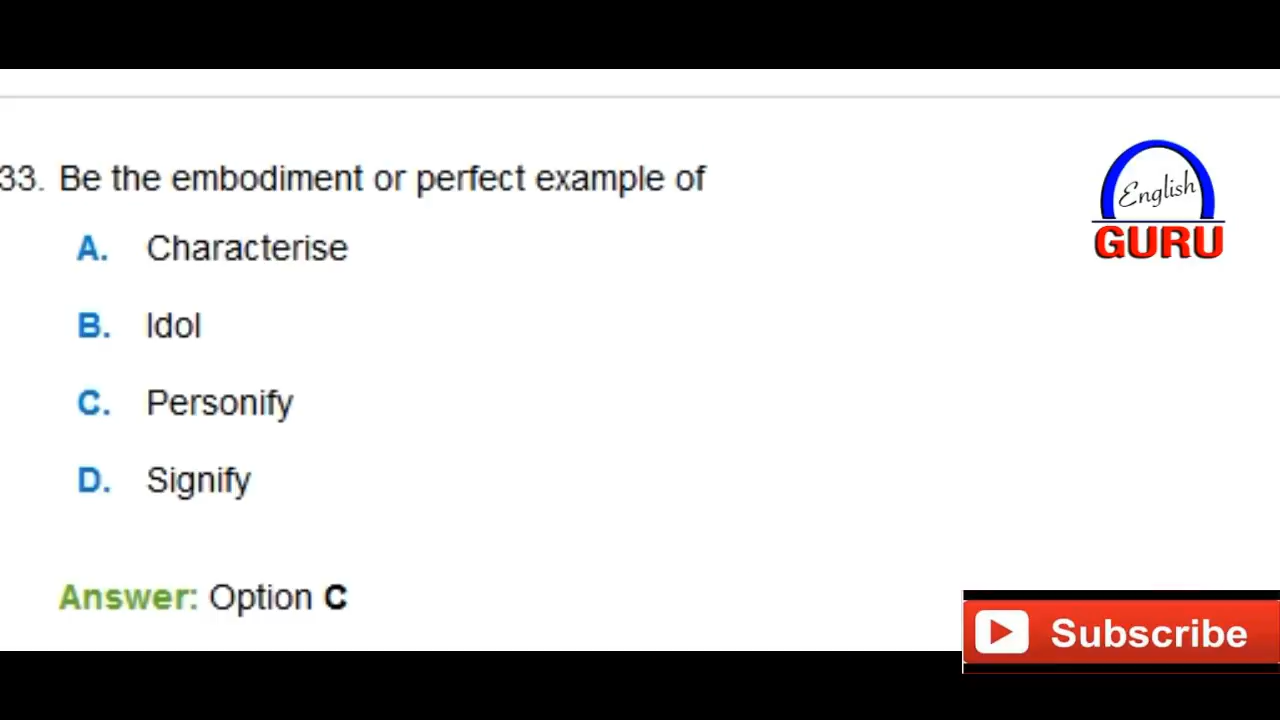 33. Be the embodiment or perfect example of
A. Characterise
B. Idol
C. Personify
D. Signify
Answer: Option C
English
GURU
Subscribe